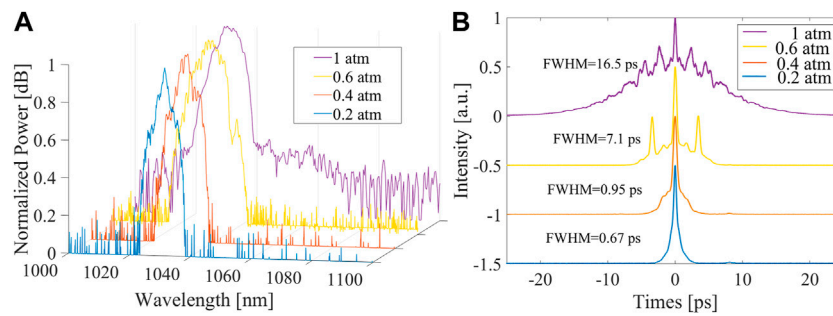 A
1 atm
0.6 atm
0.4 atm
0.2 atm
1
0.8
0.6
0.4
0.2
0
Normalized Power [dB]
1000
1020
1040
1060
1080
1100
Wavelength [nm]
B
1 atm
0.6 atm
0.4 atm
0.2 atm
FWHM=16.5 ps
FWHM=7.1 ps
FWHM=0.95 ps
FWHM=0.67 ps
1
0.5
0
-0.5
-1
-1.5
Intensity [a.u.]
-20
-10
0
10
20
Times [ps]